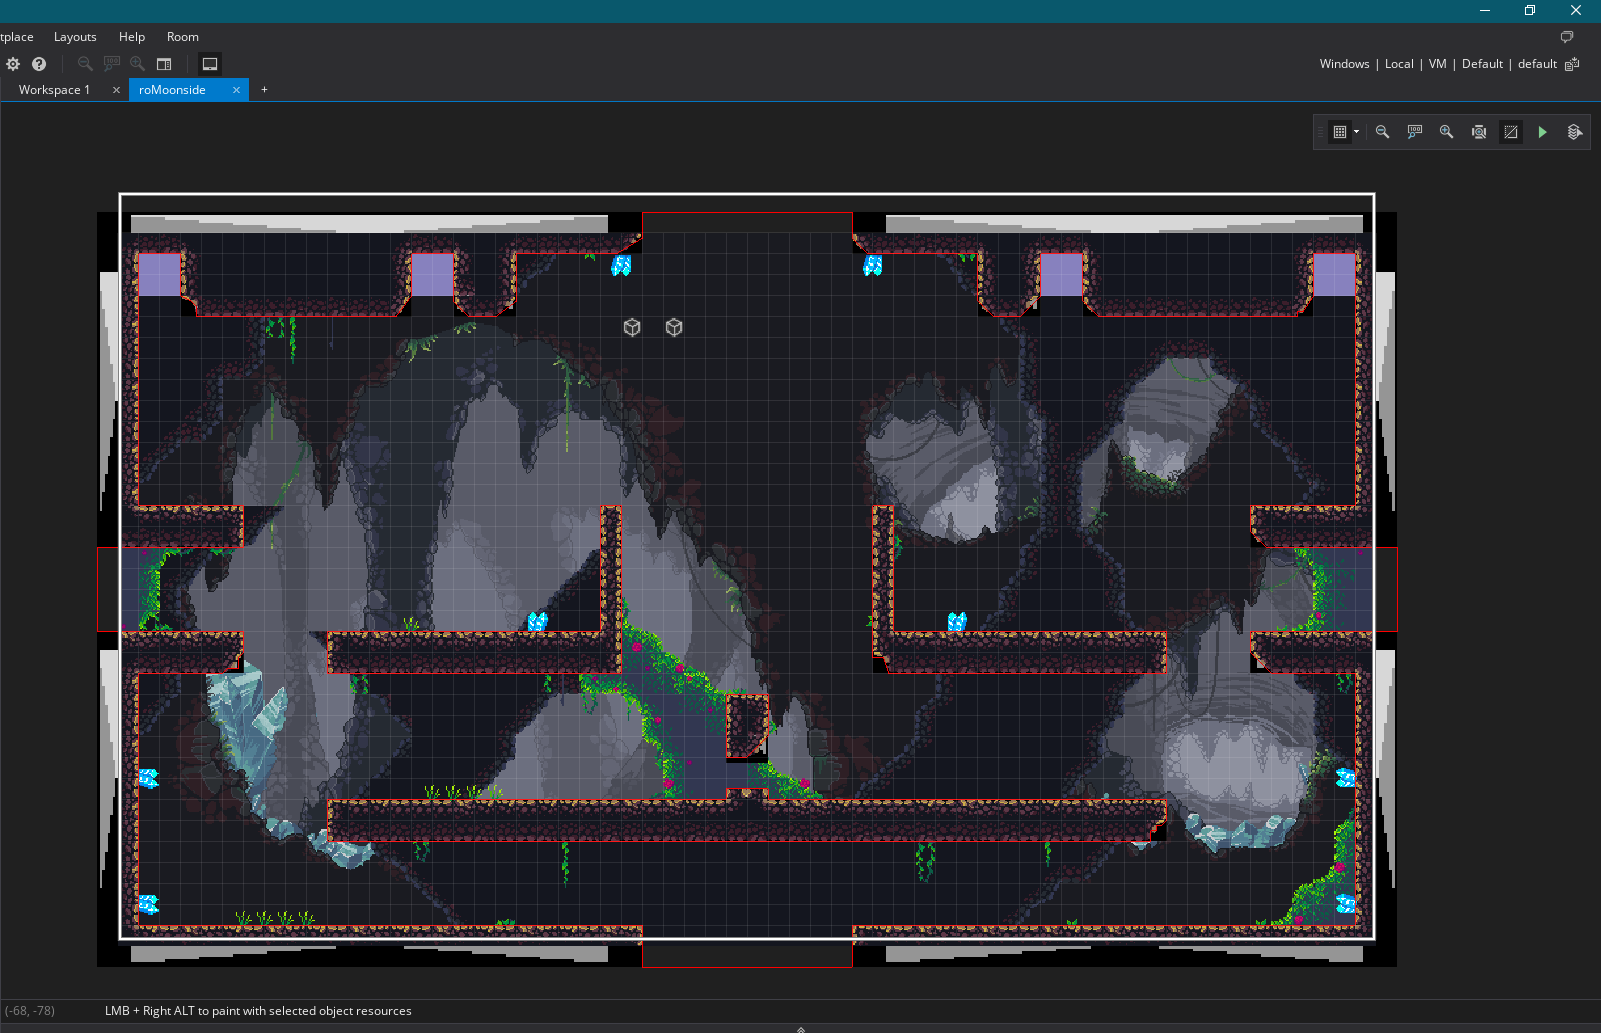 tplace Layouts Help Room
Windows | Local | VM | Default | default
Workspace 1 × roMoonside × +
100
(-68, -78) LMB + Right ALT to paint with selected object resources